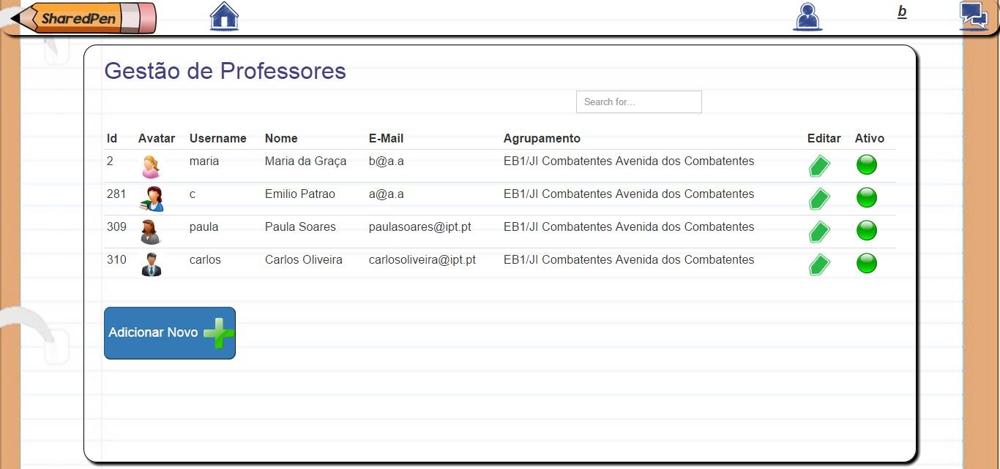 SharedPen b
Gestão de Professores
Search for...
Id Avatar Username Nome E-Mail Agrupamento Editar Ativo
2 maria Maria da Graça b@a.a EB1/JI Combatentes Avenida dos Combatentes
281 c Emilio Patrao a@a.a EB1/JI Combatentes Avenida dos Combatentes
309 paula Paula Soares paulasoares@ipt.pt EB1/JI Combatentes Avenida dos Combatentes
310 carlos Carlos Oliveira carlosoliveira@ipt.pt EB1/JI Combatentes Avenida dos Combatentes
Adicionar Novo